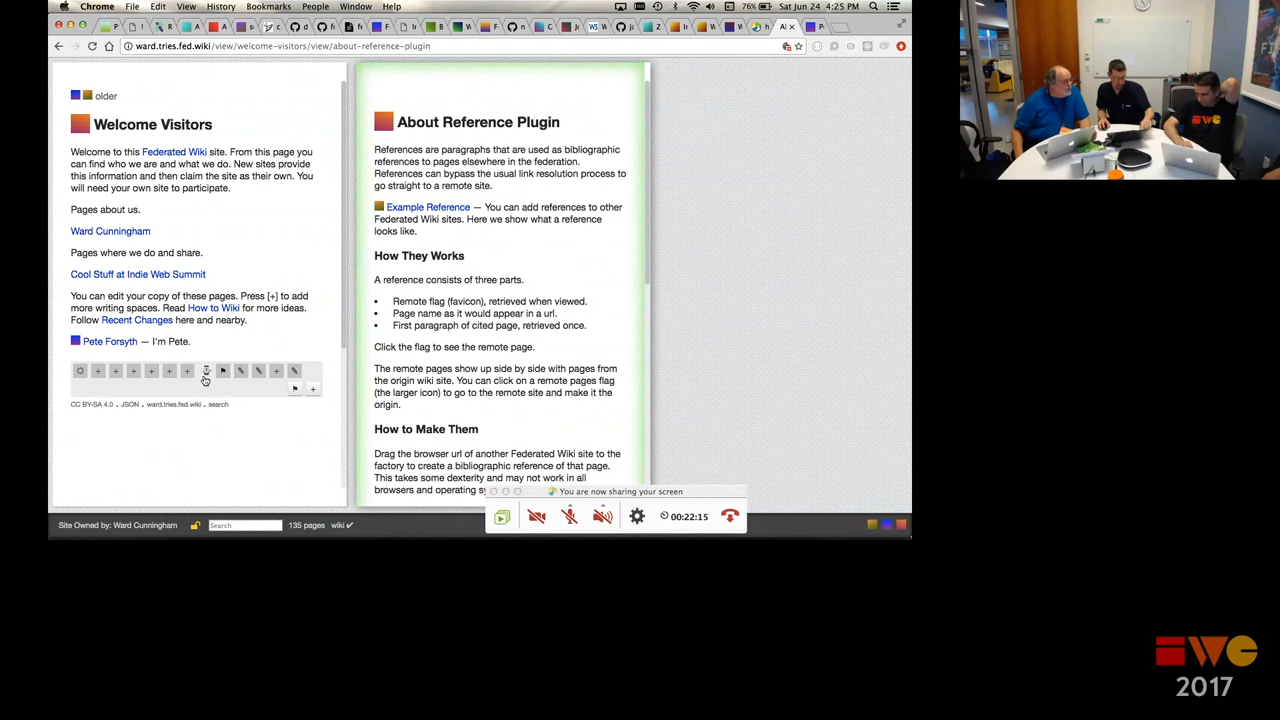 Chrome File Edit View History Bookmarks People Window Help
76% Sat Jun 24 4:25 PM
ward.tries.fed.wiki/view/welcome-visitors/view/about-reference-plugin
older
Welcome Visitors
Welcome to this Federated Wiki site. From this page you
can find who we are and what we do. New sites provide
this information and then claim the site as their own. You
will need your own site to participate.
Pages about us.
Ward Cunningham
Pages where we do and share.
Cool Stuff at Indie Web Summit
You can edit your copy of these pages. Press [+] to add
more writing spaces. Read How to Wiki for more ideas.
Follow Recent Changes here and nearby.
Pete Forsyth — I'm Pete.
CC BY-SA 4.0 . JSON . ward.tries.fed.wiki . search
About Reference Plugin
References are paragraphs that are used as bibliographic
references to pages elsewhere in the federation.
References can bypass the usual link resolution process to
go straight to a remote site.
Example Reference — You can add references to other
Federated Wiki sites. Here we show what a reference
looks like.
How They Works
A reference consists of three parts.
• Remote flag (favicon), retrieved when viewed.
• Page name as it would appear in a url.
• First paragraph of cited page, retrieved once.
Click the flag to see the remote page.
The remote pages show up side by side with pages from
the origin wiki site. You can click on a remote pages flag
(the larger icon) to go to the remote site and make it the
origin.
How to Make Them
Drag the browser url of another Federated Wiki site to the
factory to create a bibliographic reference of that page.
This takes some dexterity and may not work in all
browsers and operating sy
You are now sharing your screen
00:22:15
Site Owned by: Ward Cunningham
Search
135 pages
wiki ✔
IWC
2017